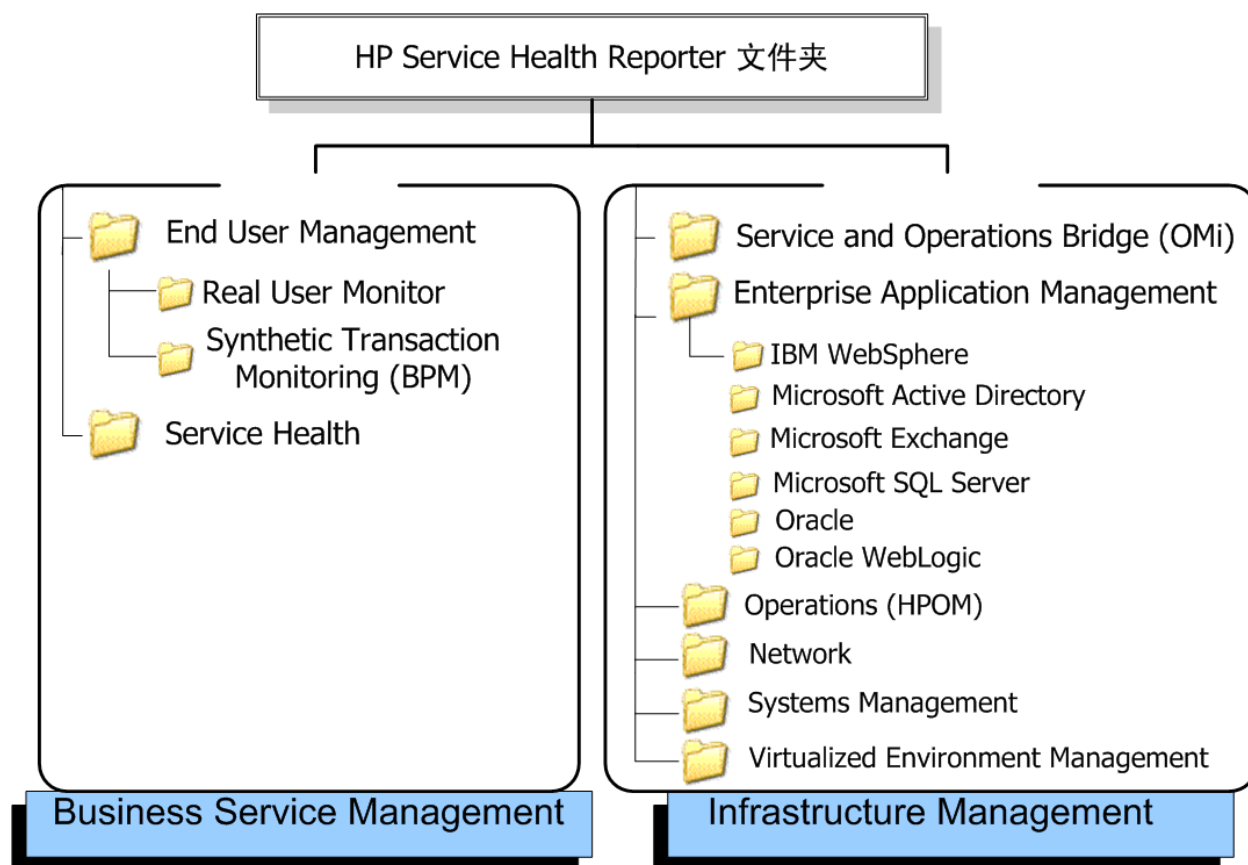 HP Service Health Reporter 文件夹
End User Management
Real User Monitor
Synthetic Transaction
Monitoring (BPM)
Service Health
Business Service Management
Service and Operations Bridge (OMi)
Enterprise Application Management
IBM WebSphere
Microsoft Active Directory
Microsoft Exchange
Microsoft SQL Server
Oracle
Oracle WebLogic
Operations (HPOM)
Network
Systems Management
Virtualized Environment Management
Infrastructure Management